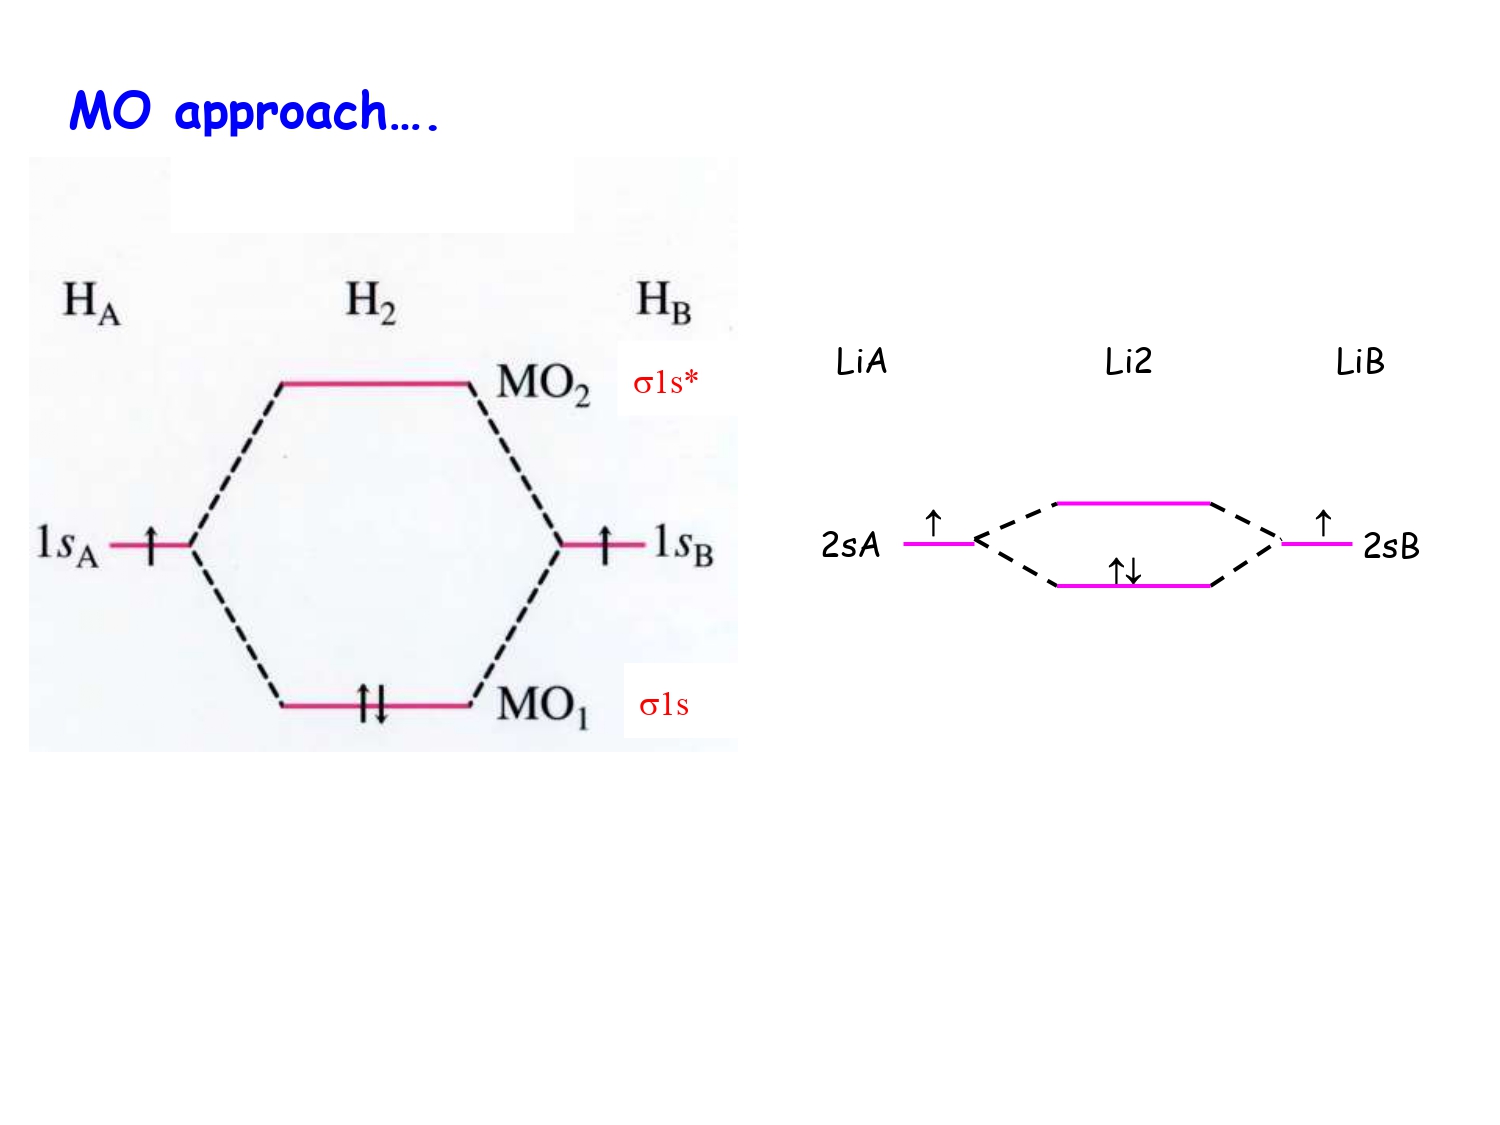 MO approach....
H_A H_2 H_B
MO_2 σ1s*
1s_A ↑ ↑ 1s_B
↑↓ MO_1 σ1s
LiA Li2 LiB
2sA ↑ ↑ 2sB
↑↓